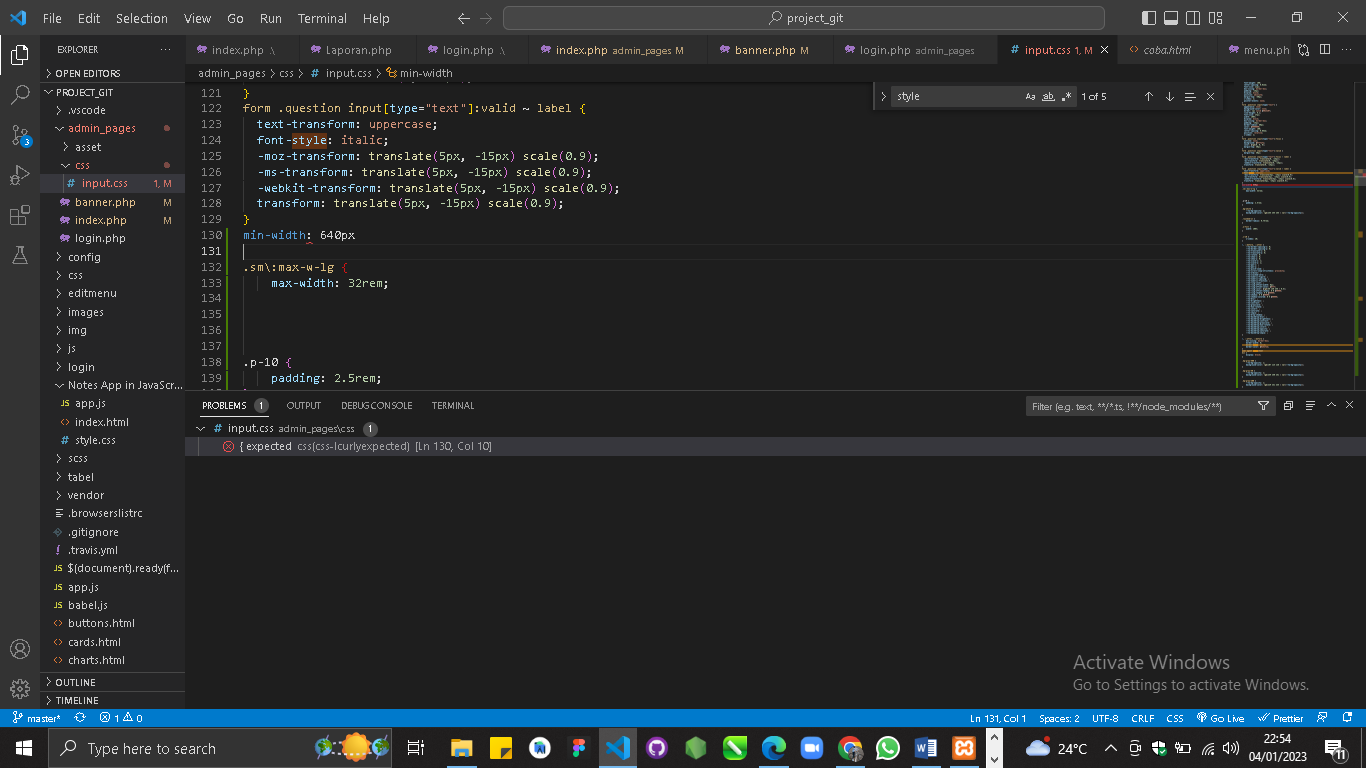 File Edit Selection View Go Run Terminal Help
project_git
EXPLORER
index.php \
Laporan.php
login.php \
index.php admin_pages M
banner.php M
login.php admin_pages
input.css 1, M
coba.html
menu.ph
OPEN EDITORS
admin_pages > css > # input.css > min-width
PROJECT_GIT
.vscode
admin_pages
asset
css
input.css 1, M
banner.php M
index.php M
login.php
config
css
editmenu
images
img
js
login
Notes App in JavaScr...
app.js
index.html
style.css
scss
tabel
vendor
.browserslistrc
.gitignore
.travis.yml
$(document).ready(f...
app.js
babel.js
buttons.html
cards.html
charts.html
OUTLINE
TIMELINE
style
1 of 5
121 }
122 form .question input[type="text"]:valid ~ label {
123 text-transform: uppercase;
124 font-style: italic;
125 -moz-transform: translate(5px, -15px) scale(0.9);
126 -ms-transform: translate(5px, -15px) scale(0.9);
127 -webkit-transform: translate(5px, -15px) scale(0.9);
128 transform: translate(5px, -15px) scale(0.9);
129 }
130 min-width: 640px
131
132 .sm\:max-w-lg {
133 max-width: 32rem;
134
135
136
137
138 .p-10 {
139 padding: 2.5rem;
PROBLEMS 1 OUTPUT DEBUG CONSOLE TERMINAL
Filter (e.g. text, **/*.ts, !**/node_modules/**)
# input.css admin_pages\css 1
{ expected css(css-lcurlyexpected) [Ln 130, Col 10]
Activate Windows
Go to Settings to activate Windows.
master* 1 0
Ln 131, Col 1 Spaces: 2 UTF-8 CRLF CSS Go Live Prettier
Type here to search
24°C
22:54
04/01/2023
11